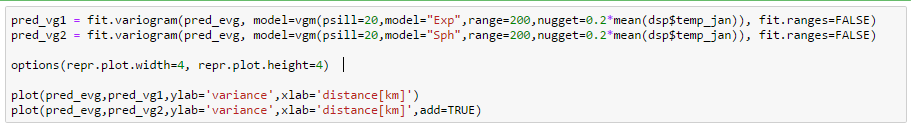 pred_vg1 = fit.variogram(pred_evg, model=vgm(psill=20,model="Exp",range=200,nugget=0.2*mean(dsp$temp_jan)), fit.ranges=FALSE)
pred_vg2 = fit.variogram(pred_evg, model=vgm(psill=20,model="Sph",range=200,nugget=0.2*mean(dsp$temp_jan)), fit.ranges=FALSE)
options(repr.plot.width=4, repr.plot.height=4)
plot(pred_evg,pred_vg1,ylab='variance',xlab='distance[km]')
plot(pred_evg,pred_vg2,ylab='variance',xlab='distance[km]',add=TRUE)